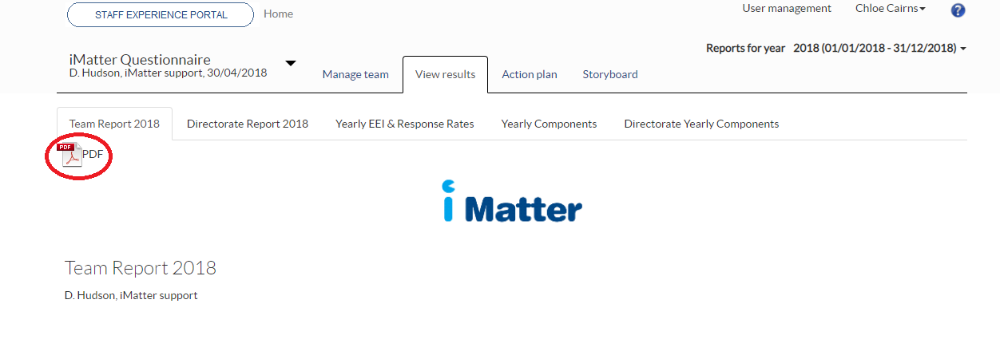 STAFF EXPERIENCE PORTAL Home User management Chloe Cairns ?
Reports for year 2018 (01/01/2018 - 31/12/2018)
iMatter Questionnaire
D. Hudson, iMatter support, 30/04/2018
Manage team View results Action plan Storyboard
Team Report 2018 Directorate Report 2018 Yearly EEI & Response Rates Yearly Components Directorate Yearly Components
PDF PDF
i Matter
Team Report 2018
D. Hudson, iMatter support